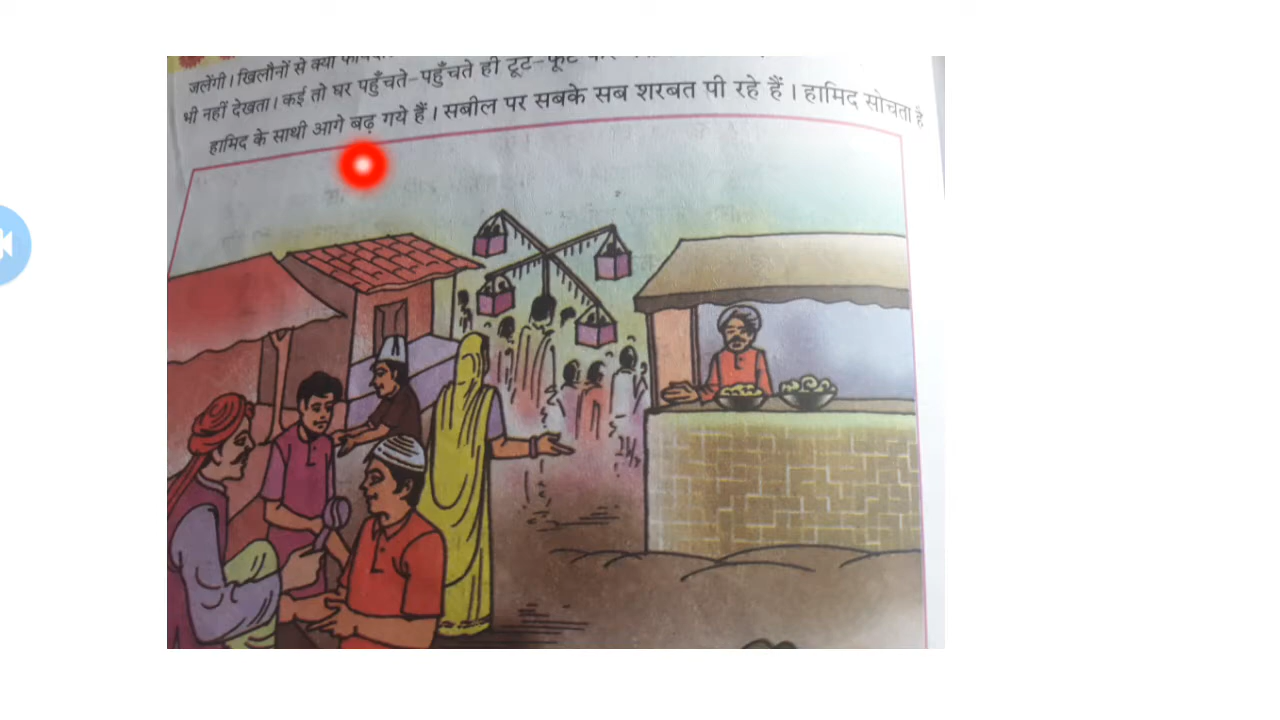 जलेंगी। खिलौनों से क्या
भी नहीं देखता। कई तो घर पहुँचते-पहुँचते ही टूट-फूट
हामिद के साथी आगे बढ़ गये हैं। सबील पर सबके सब शरबत पी रहे हैं। हामिद सोचता है